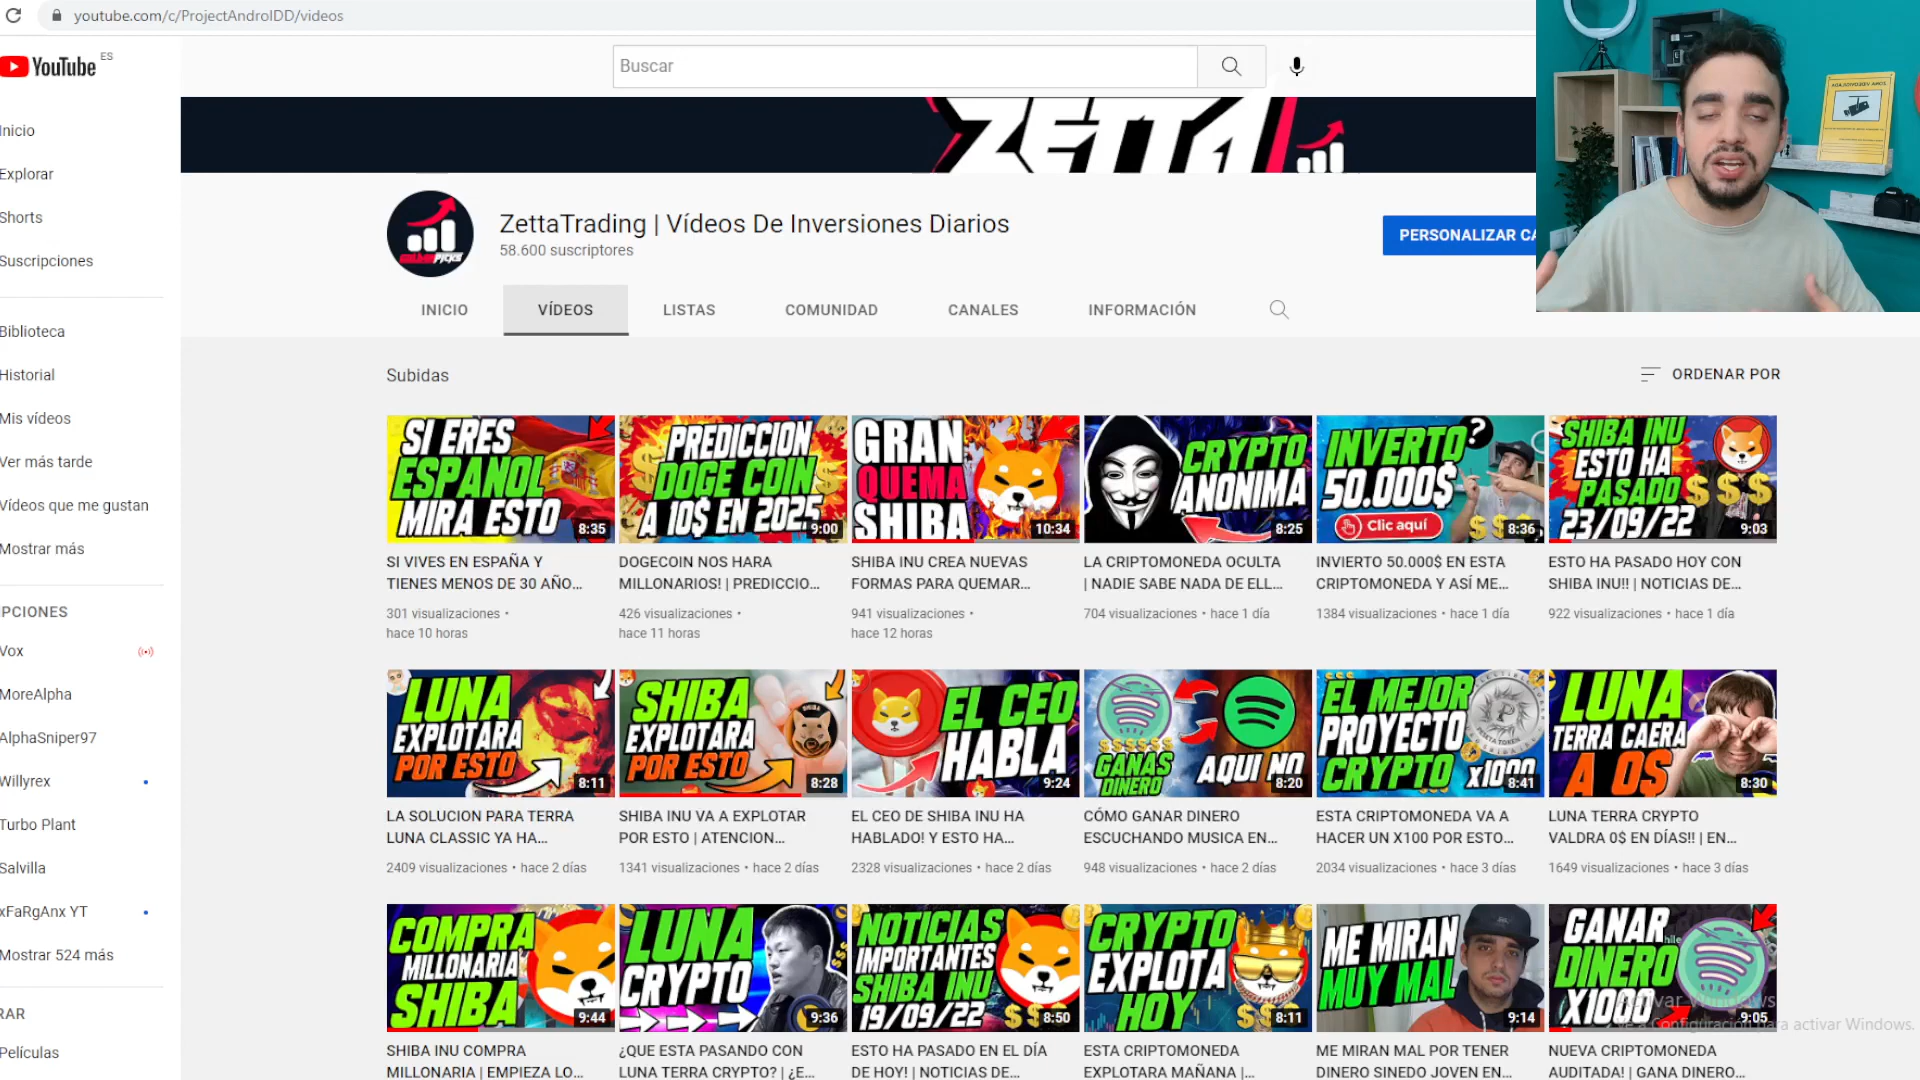 youtube.com/c/ProjectAndroIDD/videos
YouTube ES
Buscar
ZETTA
ZettaTrading | Vídeos De Inversiones Diarios
58.600 suscriptores
PERSONALIZAR CA
INICIO
VÍDEOS
LISTAS
COMUNIDAD
CANALES
INFORMACIÓN
Inicio
Explorar
Shorts
Suscripciones
Biblioteca
Historial
Mis vídeos
Ver más tarde
Vídeos que me gustan
Mostrar más
PCIONES
Vox
MoreAlpha
AlphaSniper97
Willyrex
Turbo Plant
Salvilla
xFaRgAnx YT
Mostrar 524 más
RAR
Películas
Subidas
ORDENAR POR
SI ERES
ESPAÑOL
MIRA ESTO
8:35
SI VIVES EN ESPAÑA Y
TIENES MENOS DE 30 AÑO...
301 visualizaciones •
hace 10 horas
PREDICCION
DOGE COIN
A 10$ EN 2025
9:00
DOGECOIN NOS HARA
MILLONARIOS! | PREDICCIO...
426 visualizaciones •
hace 11 horas
GRAN
QUEMA
SHIBA
10:34
SHIBA INU CREA NUEVAS
FORMAS PARA QUEMAR...
941 visualizaciones •
hace 12 horas
CRYPTO
ANONIMA
8:25
LA CRIPTOMONEDA OCULTA
| NADIE SABE NADA DE ELL...
704 visualizaciones • hace 1 día
INVERTO ?
50.000$
Clic aquí
8:36
INVIERTO 50.000$ EN ESTA
CRIPTOMONEDA Y ASÍ ME...
1384 visualizaciones • hace 1 día
SHIBA INU
ESTO HA
PASADO $$$
23/09/22
9:03
ESTO HA PASADO HOY CON
SHIBA INU!! | NOTICIAS DE...
922 visualizaciones • hace 1 día
LUNA
EXPLOTARA
POR ESTO
8:11
LA SOLUCION PARA TERRA
LUNA CLASSIC YA HA...
2409 visualizaciones • hace 2 días
SHIBA
EXPLOTARA
POR ESTO
8:28
SHIBA INU VA A EXPLOTAR
POR ESTO | ATENCION...
1341 visualizaciones • hace 2 días
EL CEO
HABLA
9:24
EL CEO DE SHIBA INU HA
HABLADO! Y ESTO HA...
2328 visualizaciones • hace 2 días
$$$$$$
GANAS
DINERO
AQUI NO
8:20
CÓMO GANAR DINERO
ESCUCHANDO MUSICA EN...
948 visualizaciones • hace 2 días
EL MEJOR
PROYECTO
CRYPTO X1000
8:41
ESTA CRIPTOMONEDA VA A
HACER UN X100 POR ESTO...
2034 visualizaciones • hace 3 días
LUNA
TERRA CAERA
A 0$
8:30
LUNA TERRA CRYPTO
VALDRA 0$ EN DÍAS!! | EN...
1649 visualizaciones • hace 3 días
COMPRA
MILLONARIA
SHIBA
9:44
SHIBA INU COMPRA
MILLONARIA | EMPIEZA LO...
LUNA
CRYPTO
9:36
¿QUE ESTA PASANDO CON
LUNA TERRA CRYPTO? | ¿E...
NOTICIAS
IMPORTANTES
SHIBA INU
19/09/22
8:50
ESTO HA PASADO EN EL DÍA
DE HOY! | NOTICIAS DE...
CRYPTO
EXPLOTA
HOY
8:11
ESTA CRIPTOMONEDA
EXPLOTARA MAÑANA |...
ME MIRAN
MUY MAL
9:14
ME MIRAN MAL POR TENER
DINERO SINEDO JOVEN EN...
GANAR
DINERO
X1000
9:05
NUEVA CRIPTOMONEDA
AUDITADA! | GANA DINERO...
Activar Windows
Ve a Configuración para activar Windows.